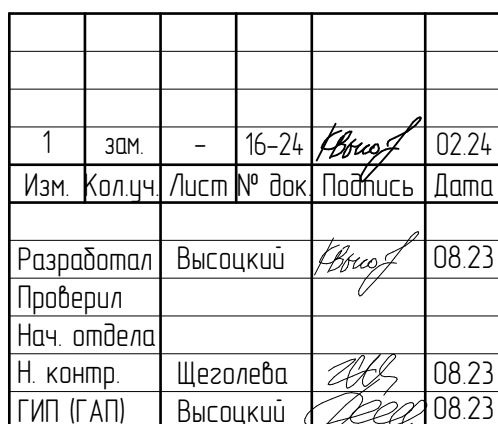 1 зам. – 16-24 02.24
Изм. Кол.уч. Лист № док. Подпись Дата
Разработал Высоцкий 08.23
Проверил
Нач. отдела
Н. контр. Щеголева 08.23
ГИП (ГАП) Высоцкий 08.23